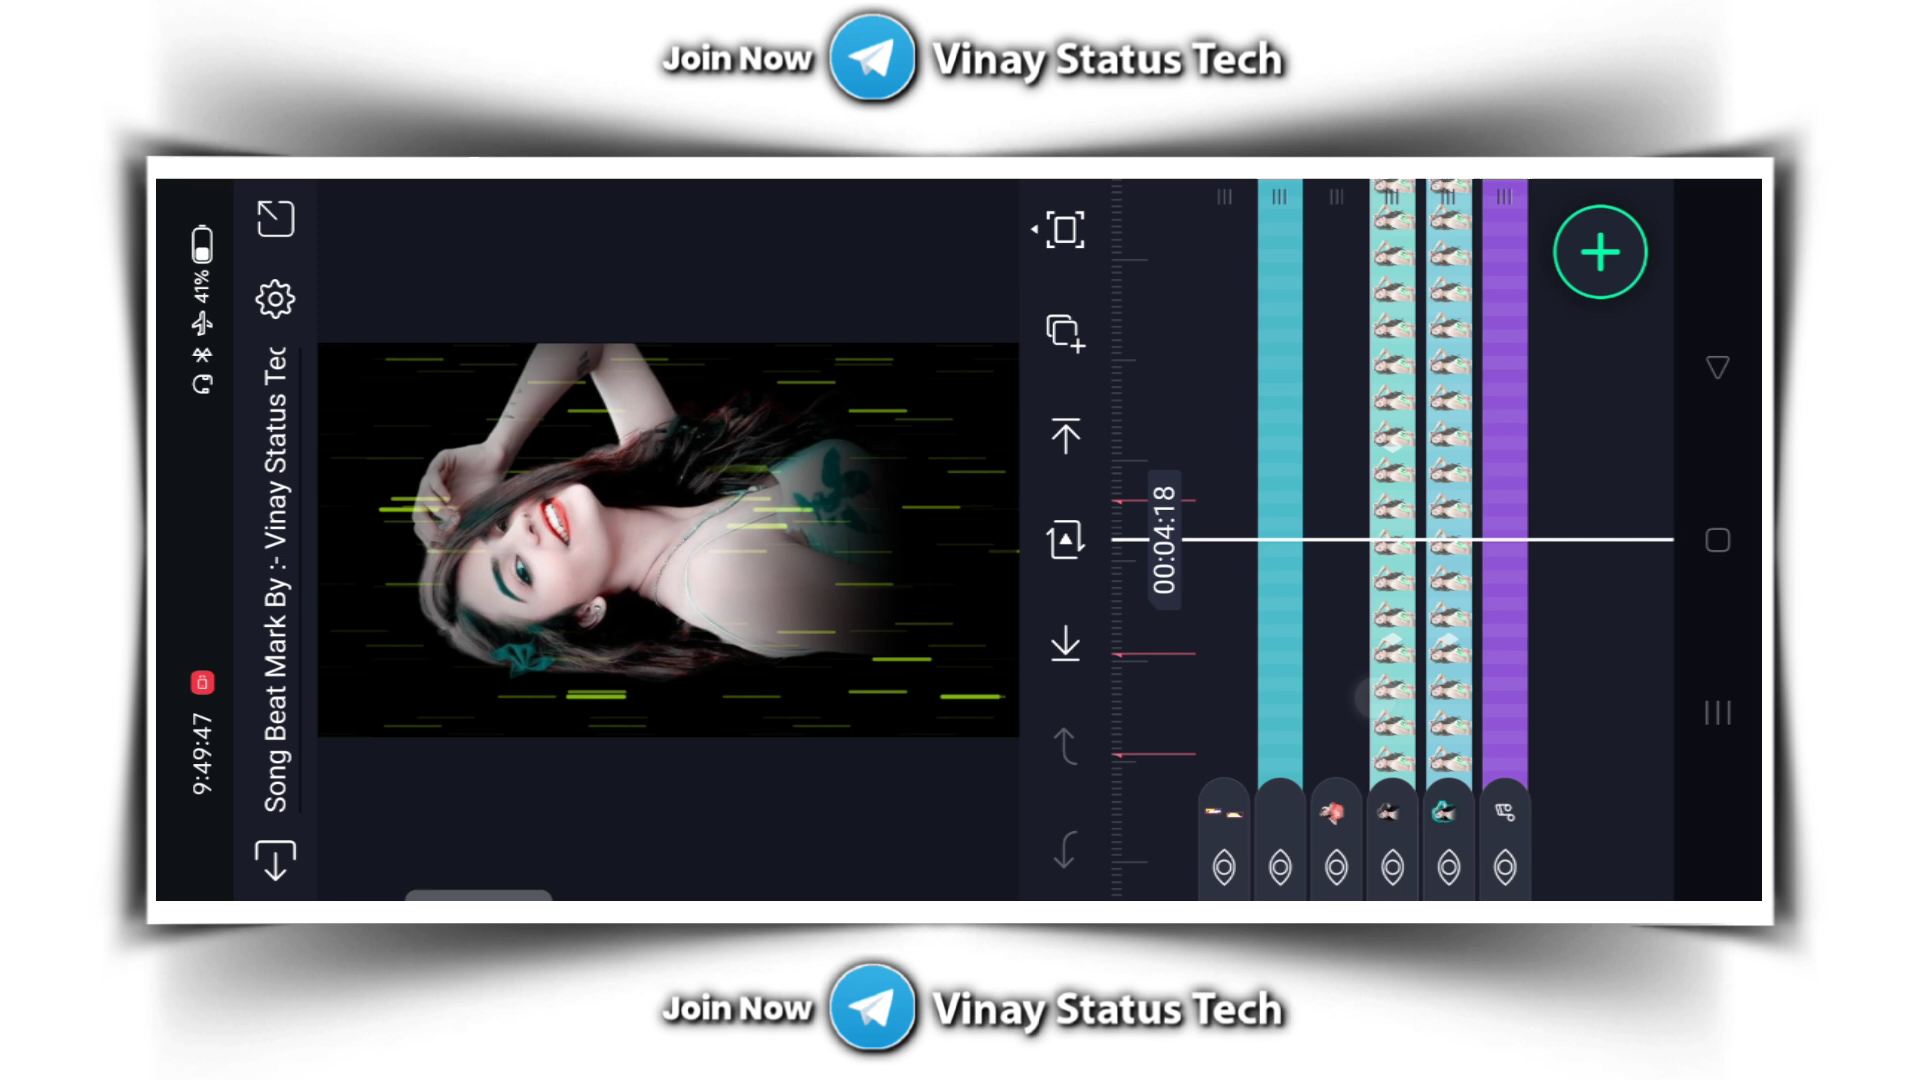 Join Now Vinay Status Tech
9:49:47 41%
Song Beat Mark By :- Vinay Status Tec
00:04:18
Join Now Vinay Status Tech